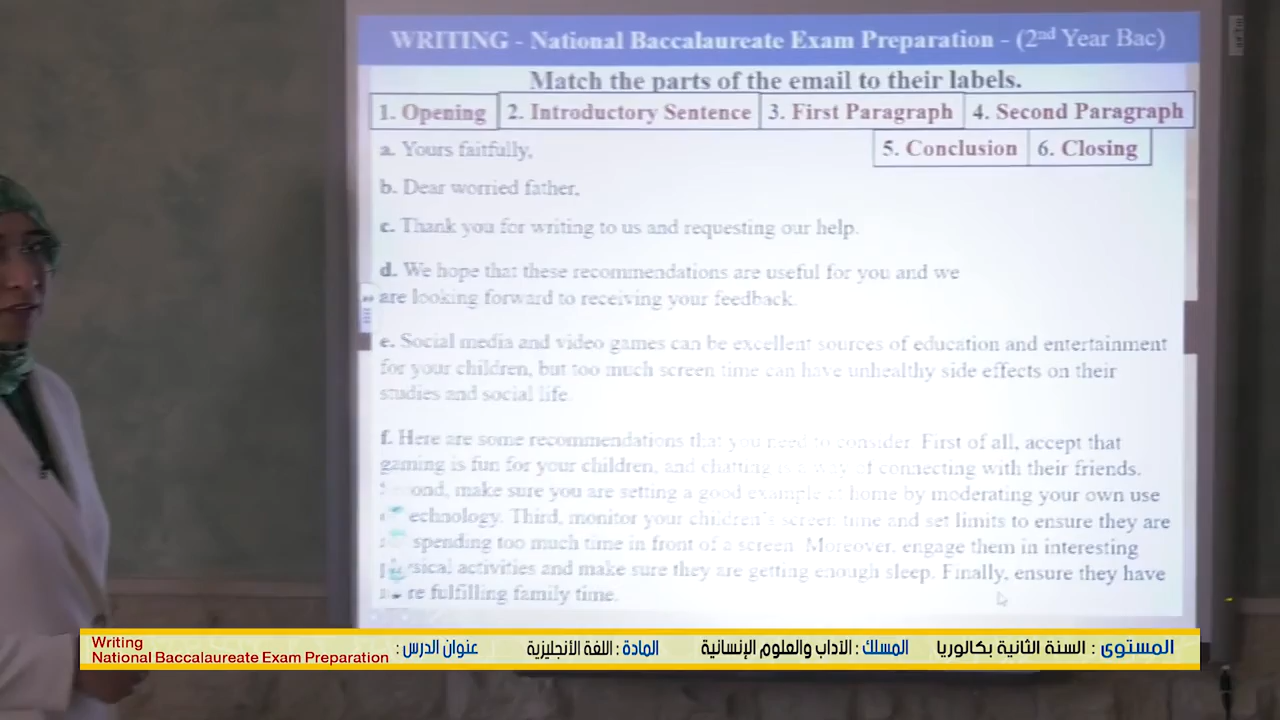 WRITING - National Baccalaureate Exam Preparation - (2nd Year Bac)
Match the parts of the email to their labels.
1. Opening 2. Introductory Sentence 3. First Paragraph 4. Second Paragraph
5. Conclusion 6. Closing
a. Yours faitfully,
b. Dear worried father,
c. Thank you for writing to us and requesting our help.
d. We hope that these recommendations are useful for you and we
are looking forward to receiving your feedback.
e. Social media and video games can be excellent sources of education and entertainment
for your children, but too much screen time can have unhealthy side effects on their
studies and social life.
f. Here are some recommendations that you need to consider. First of all, accept that
gaming is fun for your children, and chatting is a way of connecting with their friends.
make sure you are setting a good example at home by moderating your own use
Third, monitor your children's screen time and set limits to ensure they are
spending too much time in front of a screen. Moreover, engage them in interesting
activities and make sure they are getting enough sleep. Finally, ensure they have
fulfilling family time.
المستوى : السنة الثانية بكالوريا المسلك : الآداب والعلوم الإنسانية المادة : اللغة الأنجليزية عنوان الدرس : Writing
National Baccalaureate Exam Preparation